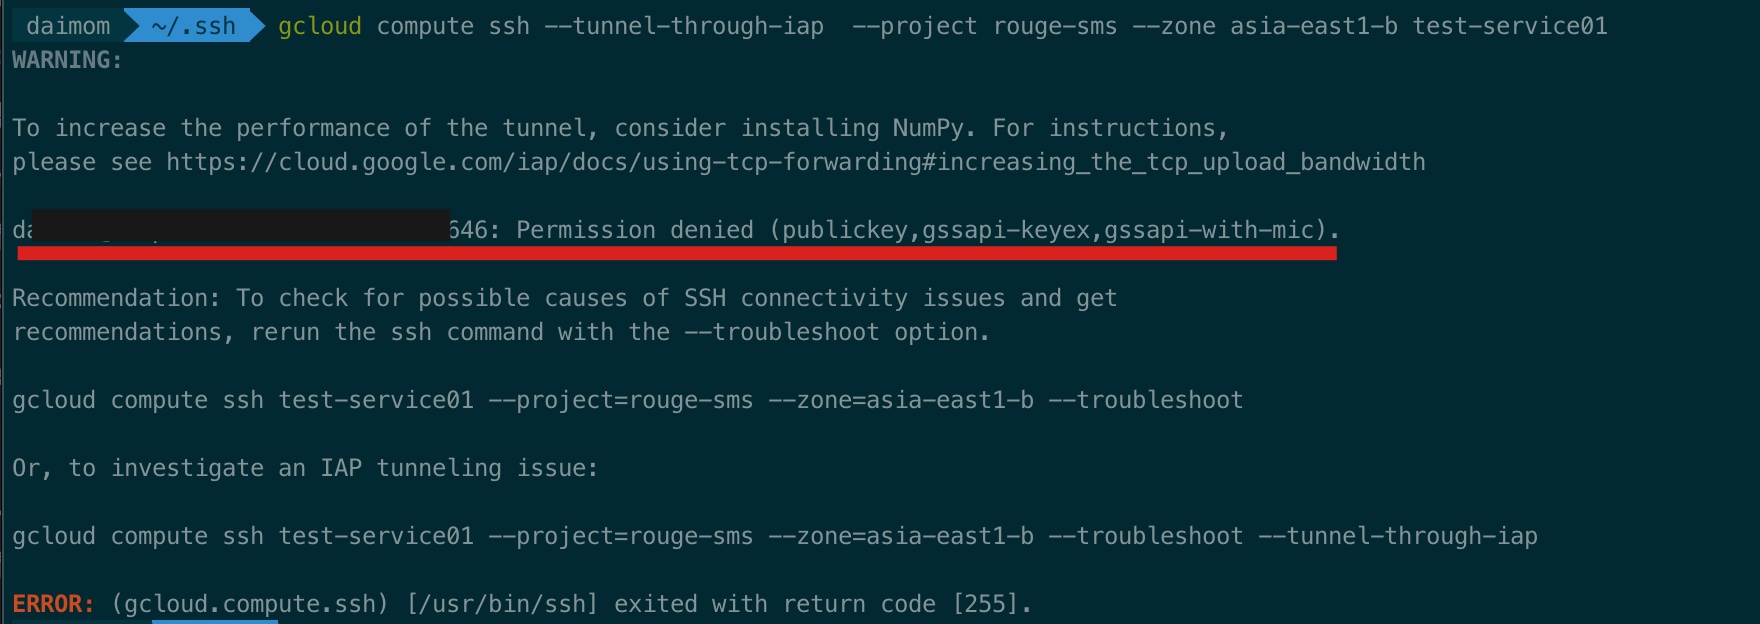 daimom ~/.ssh gcloud compute ssh --tunnel-through-iap  --project rouge-sms --zone asia-east1-b test-service01
WARNING:
To increase the performance of the tunnel, consider installing NumPy. For instructions,
please see https://cloud.google.com/iap/docs/using-tcp-forwarding#increasing_the_tcp_upload_bandwidth
646: Permission denied (publickey,gssapi-keyex,gssapi-with-mic).
Recommendation: To check for possible causes of SSH connectivity issues and get
recommendations, rerun the ssh command with the --troubleshoot option.
gcloud compute ssh test-service01 --project=rouge-sms --zone=asia-east1-b --troubleshoot
Or, to investigate an IAP tunneling issue:
gcloud compute ssh test-service01 --project=rouge-sms --zone=asia-east1-b --troubleshoot --tunnel-through-iap
ERROR: (gcloud.compute.ssh) [/usr/bin/ssh] exited with return code [255].